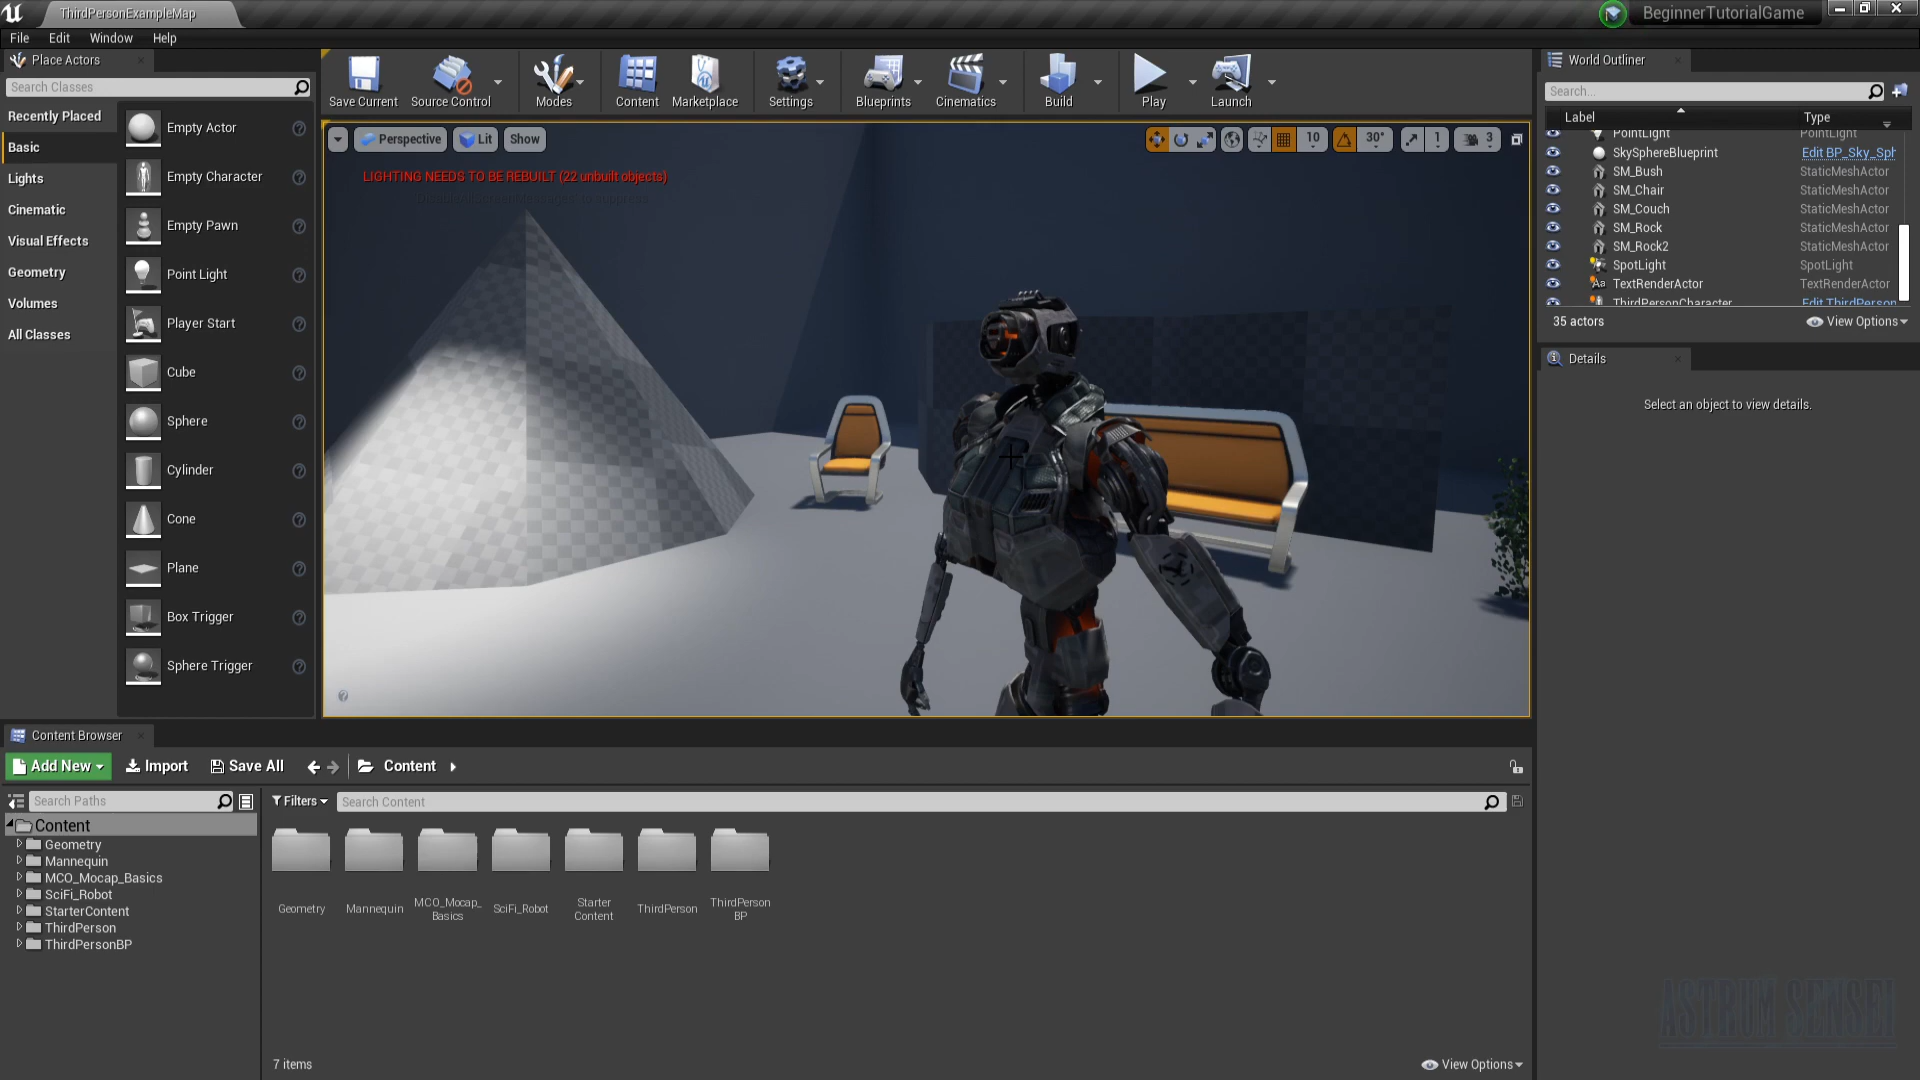 ThirdPersonExampleMap
BeginnerTutorialGame
File Edit Window Help
Place Actors
Search Classes
Recently Placed
Basic
Lights
Cinematic
Visual Effects
Geometry
Volumes
All Classes
Empty Actor
Empty Character
Empty Pawn
Point Light
Player Start
Cube
Sphere
Cylinder
Cone
Plane
Box Trigger
Sphere Trigger
Save Current
Source Control
Modes
Content
Marketplace
Settings
Blueprints
Cinematics
Build
Play
Launch
Perspective
Lit
Show
10
30°
1
3
LIGHTING NEEDS TO BE REBUILT (22 unbuilt objects)
World Outliner
Search...
Label Type
PointLight PointLight
SkySphereBlueprint Edit BP_Sky_Sph
SM_Bush StaticMeshActor
SM_Chair StaticMeshActor
SM_Couch StaticMeshActor
SM_Rock StaticMeshActor
SM_Rock2 StaticMeshActor
SpotLight SpotLight
TextRenderActor TextRenderActor
ThirdPersonCharacter Edit ThirdPerson
35 actors
View Options
Details
Select an object to view details.
Content Browser
Add New
Import
Save All
Content
Search Paths
Filters
Search Content
Content
Geometry
Mannequin
MCO_Mocap_Basics
SciFi_Robot
StarterContent
ThirdPerson
ThirdPersonBP
Geometry
Mannequin
MCO_Mocap_
Basics
SciFi_Robot
Starter
Content
ThirdPerson
ThirdPerson
BP
7 items
View Options
ASTRUM SENSEI